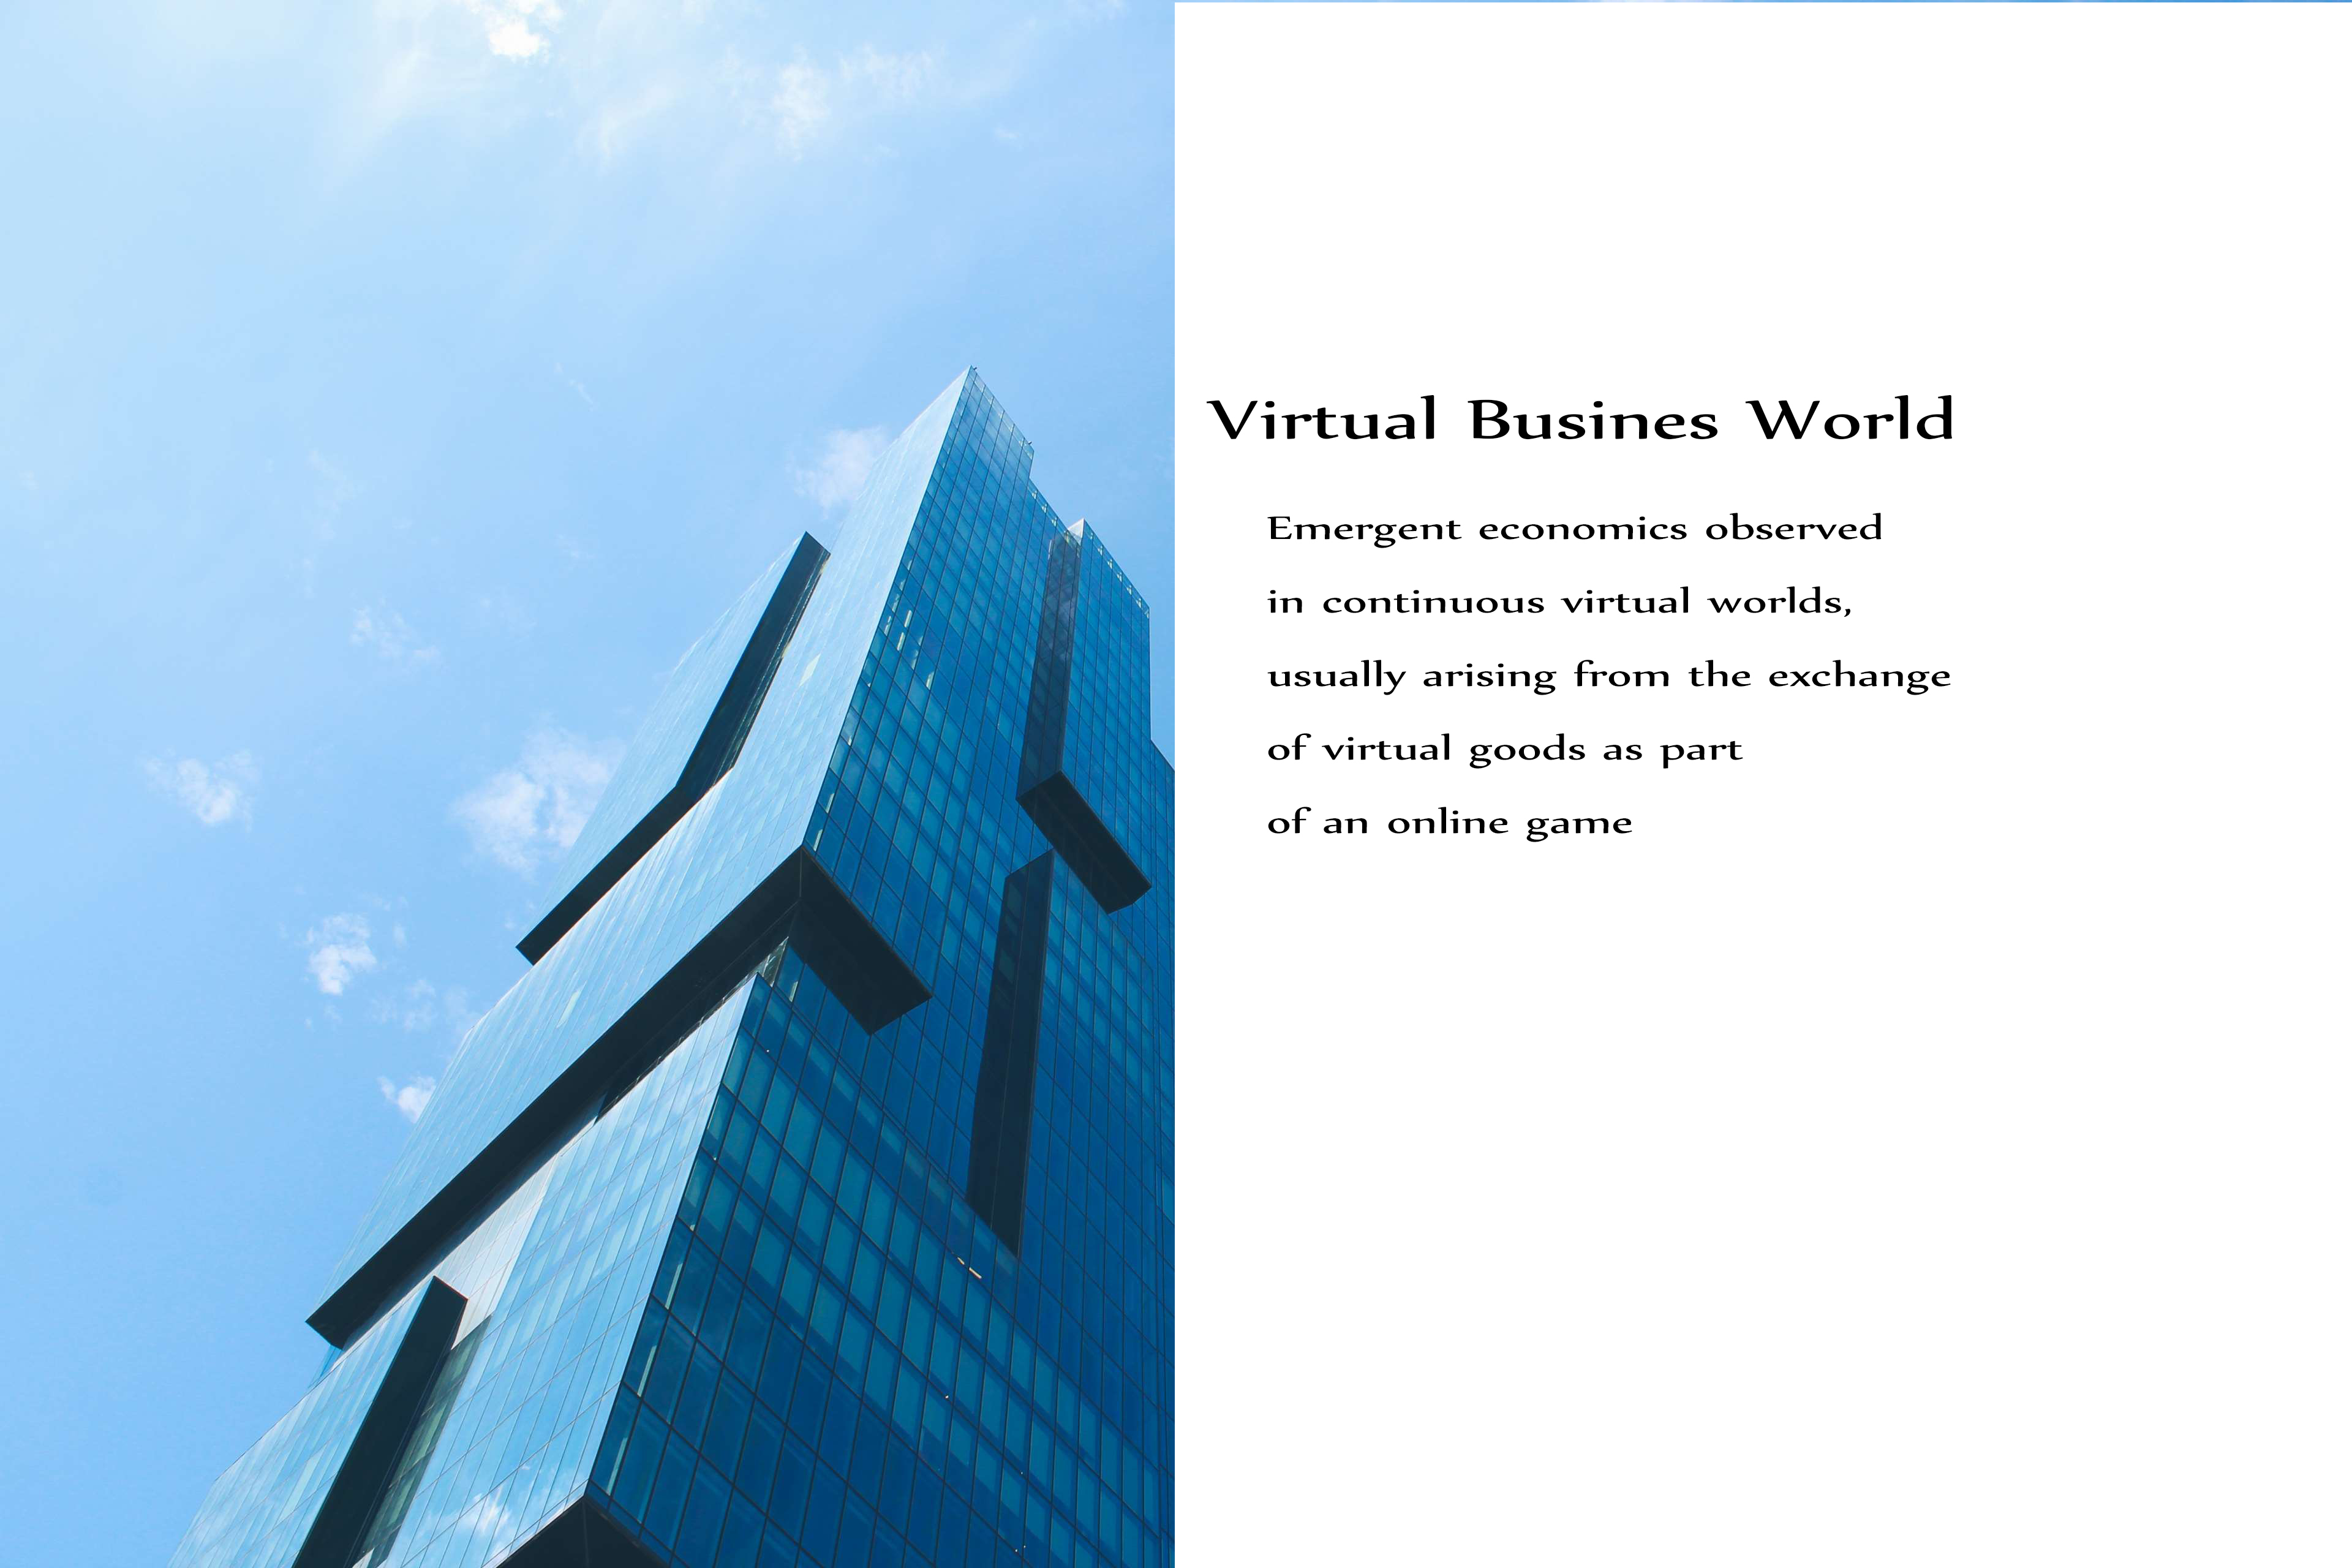 Virtual Busines World
Emergent economics observed
in continuous virtual worlds,
usually arising from the exchange
of virtual goods as part
of an online game